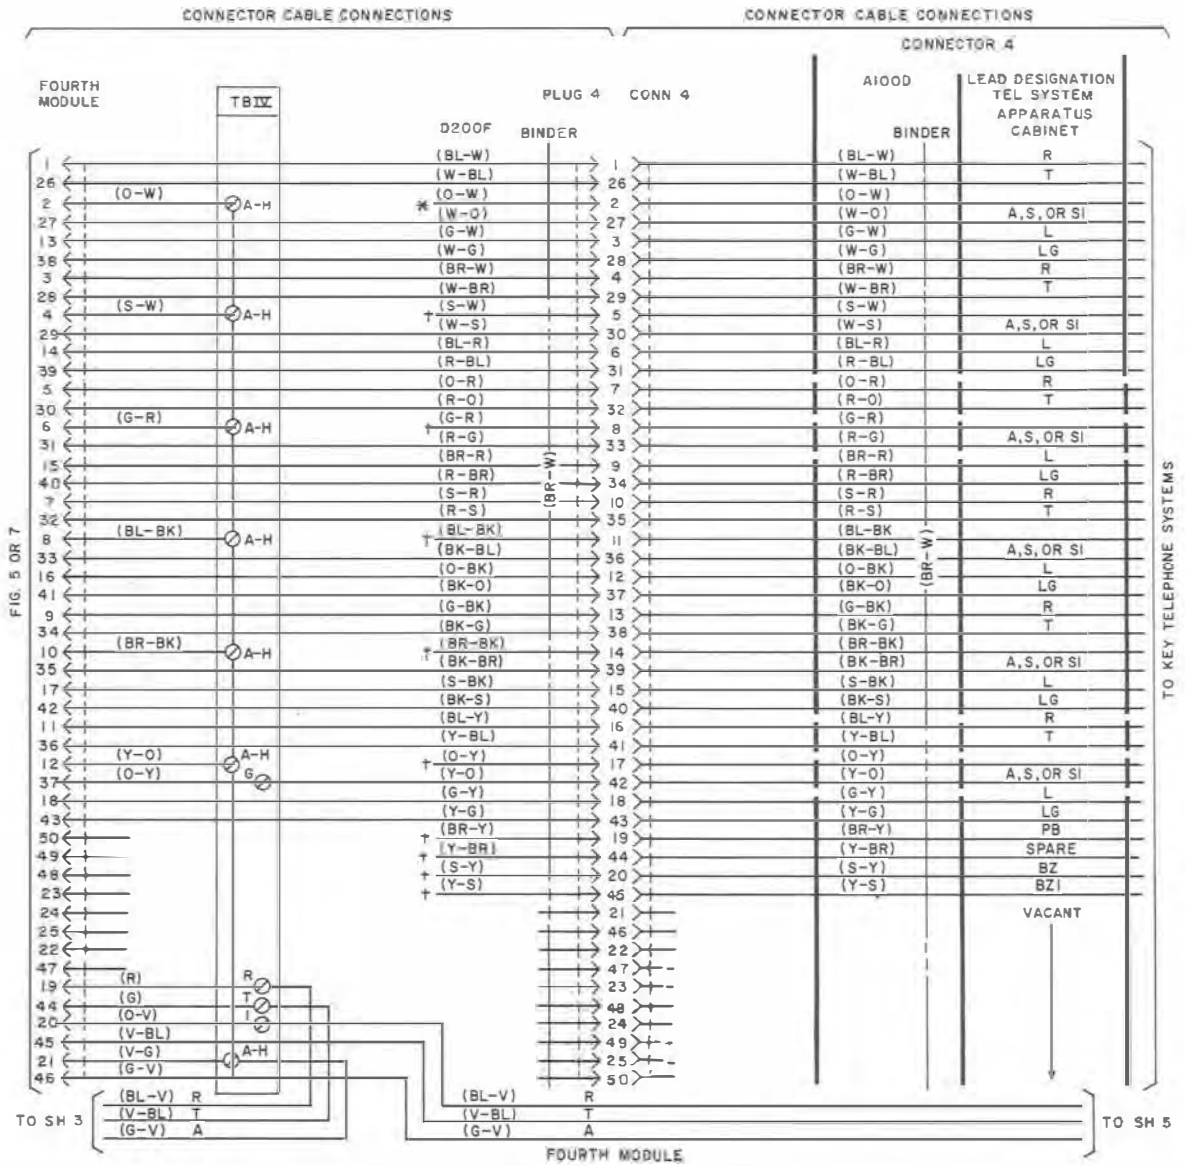 CONNECTOR CABLE CONNECTIONS CONNECTOR CABLE CONNECTIONS
CONNECTOR 4
FOURTH MODULE TB IV D200F BINDER PLUG 4 CONN 4 A100D BINDER LEAD DESIGNATION TEL SYSTEM APPARATUS CABINET
1 (BL-W) 1 (BL-W) R
26 (W-BL) 26 (W-BL) T
2 (O-W) A-H * (O-W) 2 (O-W)
27 (W-O) 27 (W-O) A,S,OR SI
13 (G-W) 3 (G-W) L
38 (W-G) 28 (W-G) LG
3 (BR-W) 4 (BR-W) R
28 (W-BR) 29 (W-BR) T
4 (S-W) A-H † (S-W) 5 (S-W)
29 (W-S) 30 (W-S) A,S,OR SI
14 (BL-R) 6 (BL-R) L
39 (R-BL) 31 (R-BL) LG
5 (O-R) 7 (O-R) R
30 (R-O) 32 (R-O) T
6 (G-R) A-H † (G-R) 8 (G-R)
31 (R-G) 33 (R-G) A,S,OR SI
15 (BR-R) 9 (BR-R) L
40 (R-BR) (BR-W) 34 (R-BR) LG
7 (S-R) 10 (S-R) R
32 (R-S) 35 (R-S) T
8 (BL-BK) A-H † (BL-BK) 11 (BL-BK
33 (BK-BL) 36 (BK-BL) (BR-W) A,S,OR SI
16 (O-BK) 12 (O-BK) L
41 (BK-O) 37 (BK-O) LG
9 (G-BK) 13 (G-BK) R
34 (BK-G) 38 (BK-G) T
10 (BR-BK) A-H † (BR-BK) 14 (BR-BK)
35 (BK-BR) 39 (BK-BR) A,S,OR SI
17 (S-BK) 15 (S-BK) L
42 (BK-S) 40 (BK-S) LG
11 (BL-Y) 16 (BL-Y) R
36 (Y-BL) 41 (Y-BL) T
12 (Y-O) A-H † (O-Y) 17 (O-Y)
37 (O-Y) G (Y-O) 42 (Y-O) A,S,OR SI
18 (G-Y) 18 (G-Y) L
43 (Y-G) 43 (Y-G) LG
50 † (BR-Y) 19 (BR-Y) PB
49 † (Y-BR) 44 (Y-BR) SPARE
48 † (S-Y) 20 (S-Y) BZ
23 † (Y-S) 45 (Y-S) BZI
24 21 VACANT
25 46
22 22
47 47
19 (R) R 23
44 (G) T 48
20 (O-V) I 24
45 (V-BL) 49
21 (V-G) A-H 25
46 (G-V) 50
(BL-V) R (BL-V) R
TO SH 3 (V-BL) T (V-BL) T TO SH 5
(G-V) A (G-V) A
FOURTH MODULE
FIG. 5 OR 7
TO KEY TELEPHONE SYSTEMS